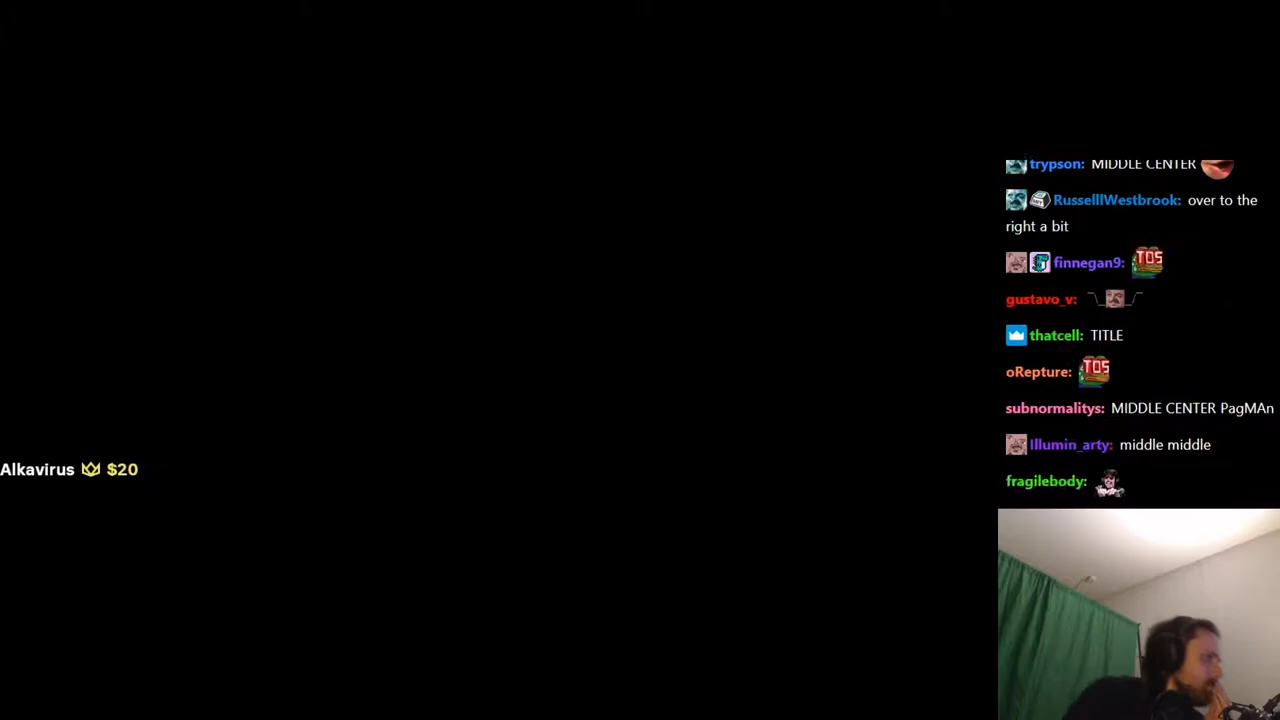 trypson: MIDDLE CENTER
RusselllWestbrook: over to the
right a bit
finnegan9: TOS
gustavo_v:
thatcell: TITLE
oRepture: TOS
subnormalitys: MIDDLE CENTER PagMAn
Illumin_arty: middle middle
Alkavirus $20
fragilebody: